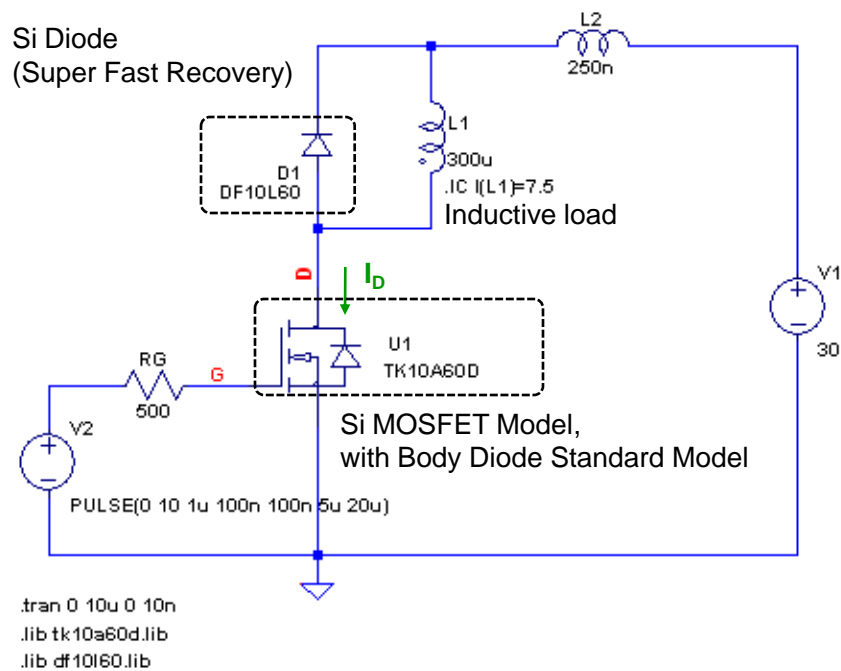 L2
250n
Si Diode
(Super Fast Recovery)
D1
DF10L60
L1
300u
.IC I(L1)=7.5
Inductive load
D
ID
V1
30
U1
TK10A60D
RG
G
500
Si MOSFET Model,
with Body Diode Standard Model
V2
PULSE(0 10 1u 100n 100n 5u 20u)
.tran 0 10u 0 10n
.lib tk10a60d.lib
.lib df10l60.lib